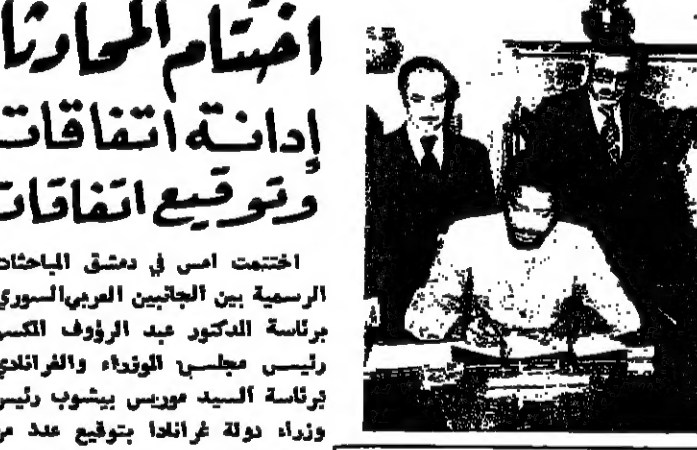 اختتام المحادثا
إدانة اتفاقات
وتوقيع اتفاقات
اختتمت امس في دمشق المباحثات
الرسمية بين الجانبين العربي السوري
برئاسة الدكتور عبد الرؤوف الكسم
رئيس مجلس الوزراء والغرانادي
برئاسة السيد موريس بيشوب رئيس
وزراء دولة غرانادا بتوقيع عدد من